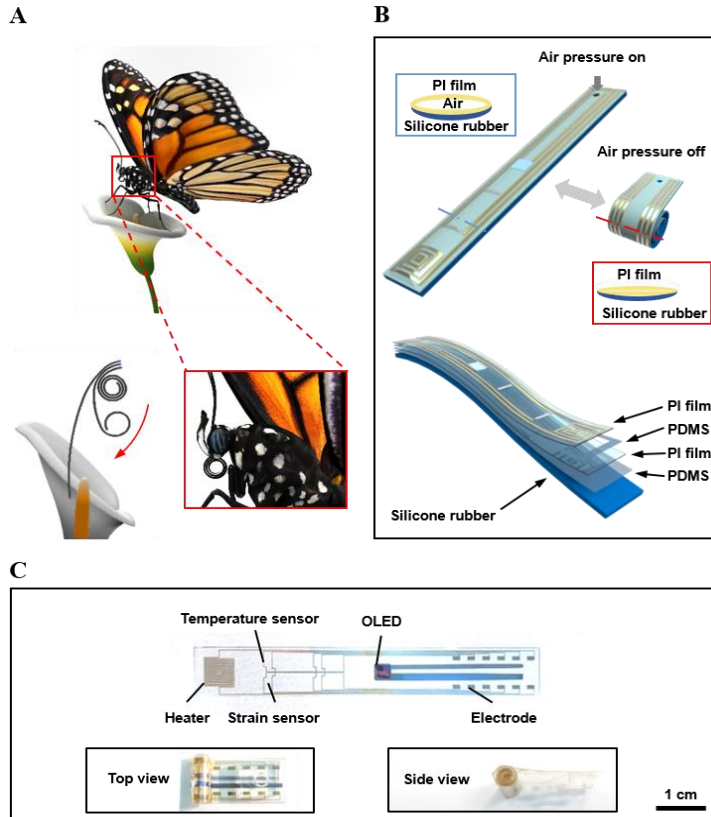 A
B
Air pressure on
PI film
Air
Silicone rubber
Air pressure off
PI film
Silicone rubber
PI film
PDMS
PI film
PDMS
Silicone rubber
C
Temperature sensor
OLED
Heater
Strain sensor
Electrode
Top view
Side view
1 cm